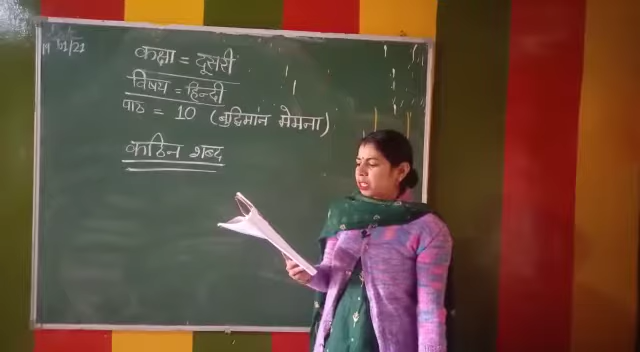 कक्षा = दूसरी
विषय = हिन्दी
पाठ = 10 (बुद्धिमान मेमना)
कठिन शब्द